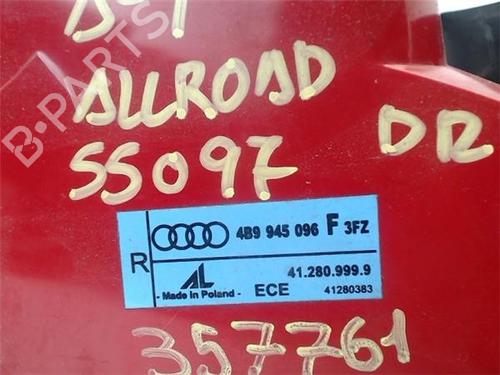 ALLROAD
SS097 DR
B-PARTS
4B9 945 096 F 3FZ
R
AL
41.280.999.9
- Made in Poland - ECE 41280383
357761